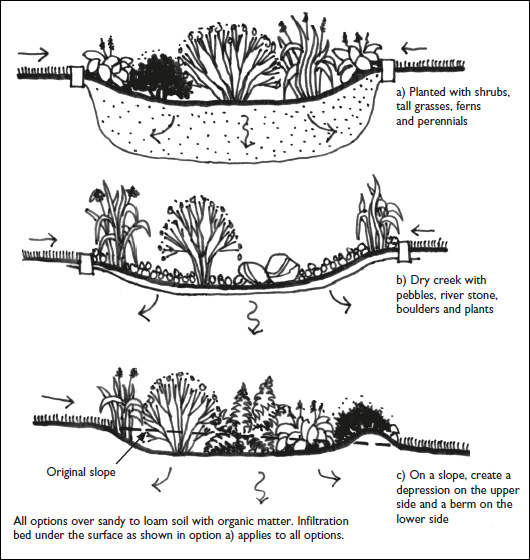 a) Planted with shrubs,
tall grasses, ferns
and perennials
b) Dry creek with
pebbles, river stone,
boulders and plants
Original slope
c) On a slope, create a
depression on the upper
side and a berm on the
lower side
All options over sandy to loam soil with organic matter. Infiltration
bed under the surface as shown in option a) applies to all options.